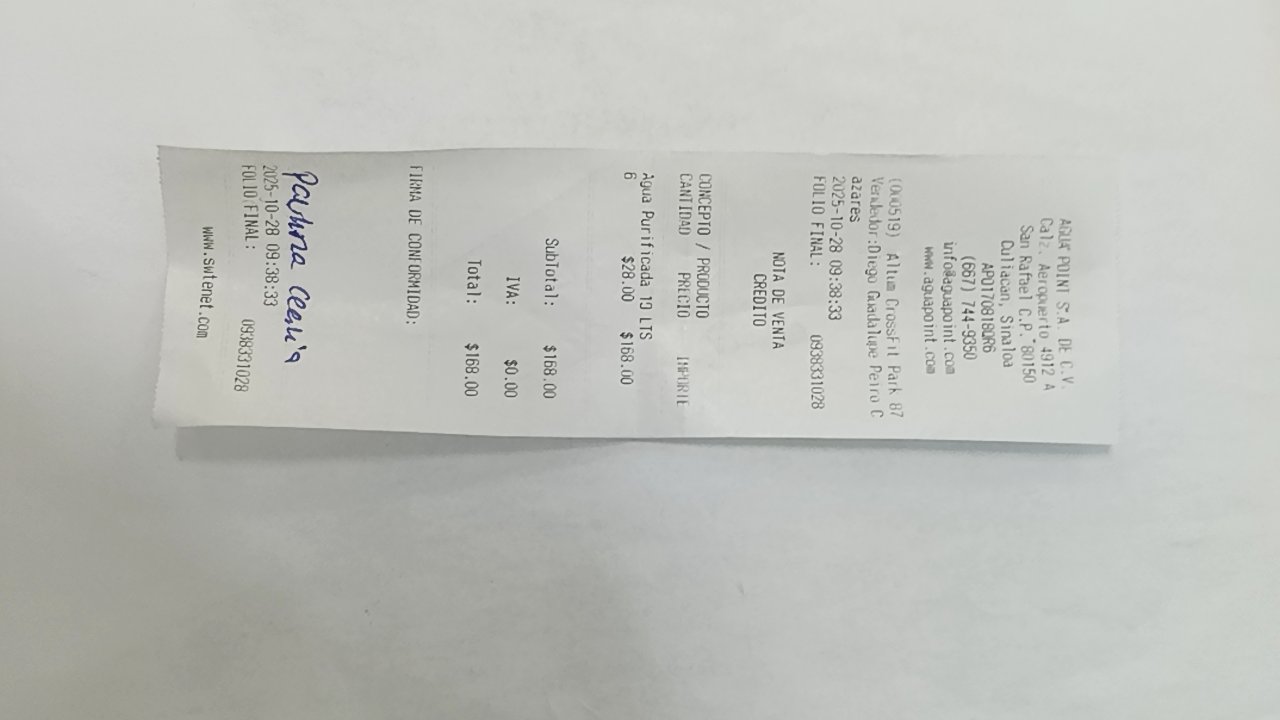 AGUA POINT S.A. DE C.V.
Calz. Aeropuerto 4912 A
San Rafael C.P. 80150
Culiacan, Sinaloa
APO170818QR6
(667) 744-9350
info@aguapoint.com
www.aguapoint.com
(000519) Altum CrossFit Park 87
Vendedor:Diego Guadalupe Peiro C
azares
2025-10-28 09:38:33
FOLIO FINAL: 0938331028
NOTA DE VENTA
CREDITO
CONCEPTO / PRODUCTO
CANTIDAD PRECIO IMPORTE
Agua Purificada 19 LTS
6 $28.00 $168.00
SubTotal: $168.00
IVA: $0.00
Total: $168.00
FIRMA DE CONFORMIDAD:
2025-10-28 09:38:33
FOLIO FINAL: 0938331028
www.swtenet.com